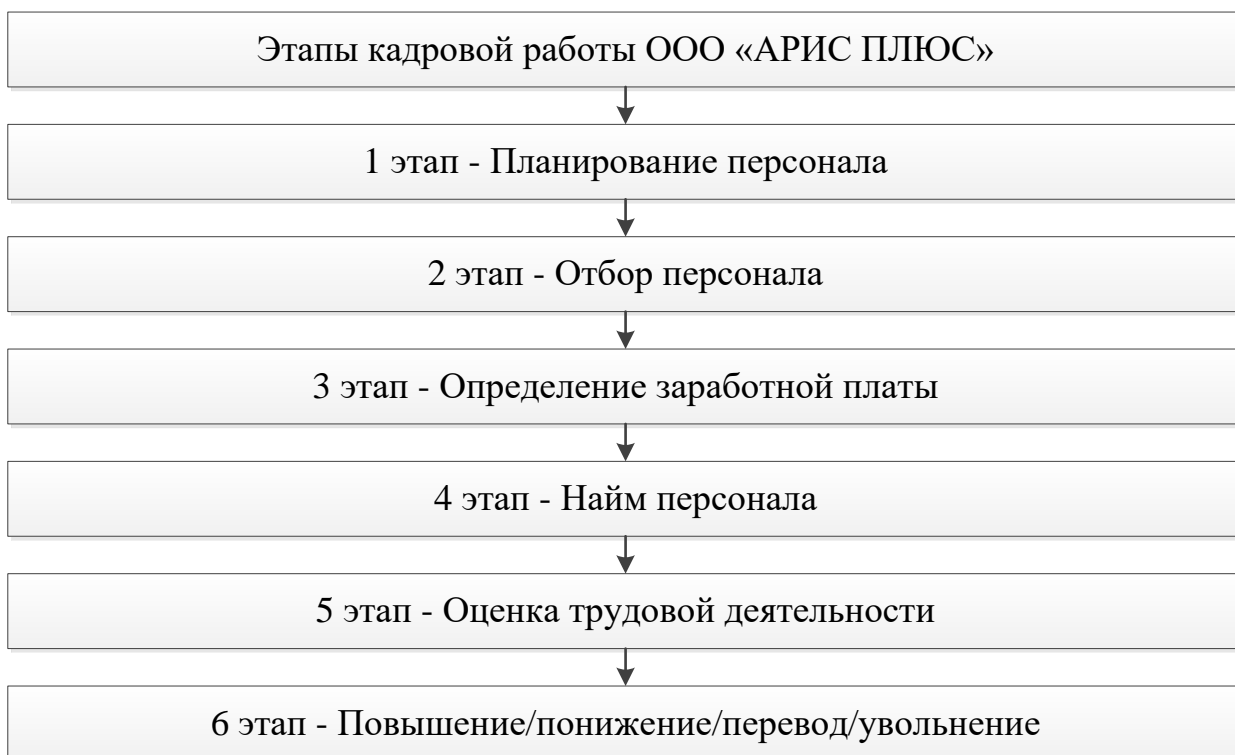 Этапы кадровой работы ООО «АРИС ПЛЮС»
1 этап - Планирование персонала
2 этап - Отбор персонала
3 этап - Определение заработной платы
4 этап - Найм персонала
5 этап - Оценка трудовой деятельности
6 этап - Повышение/понижение/перевод/увольнение